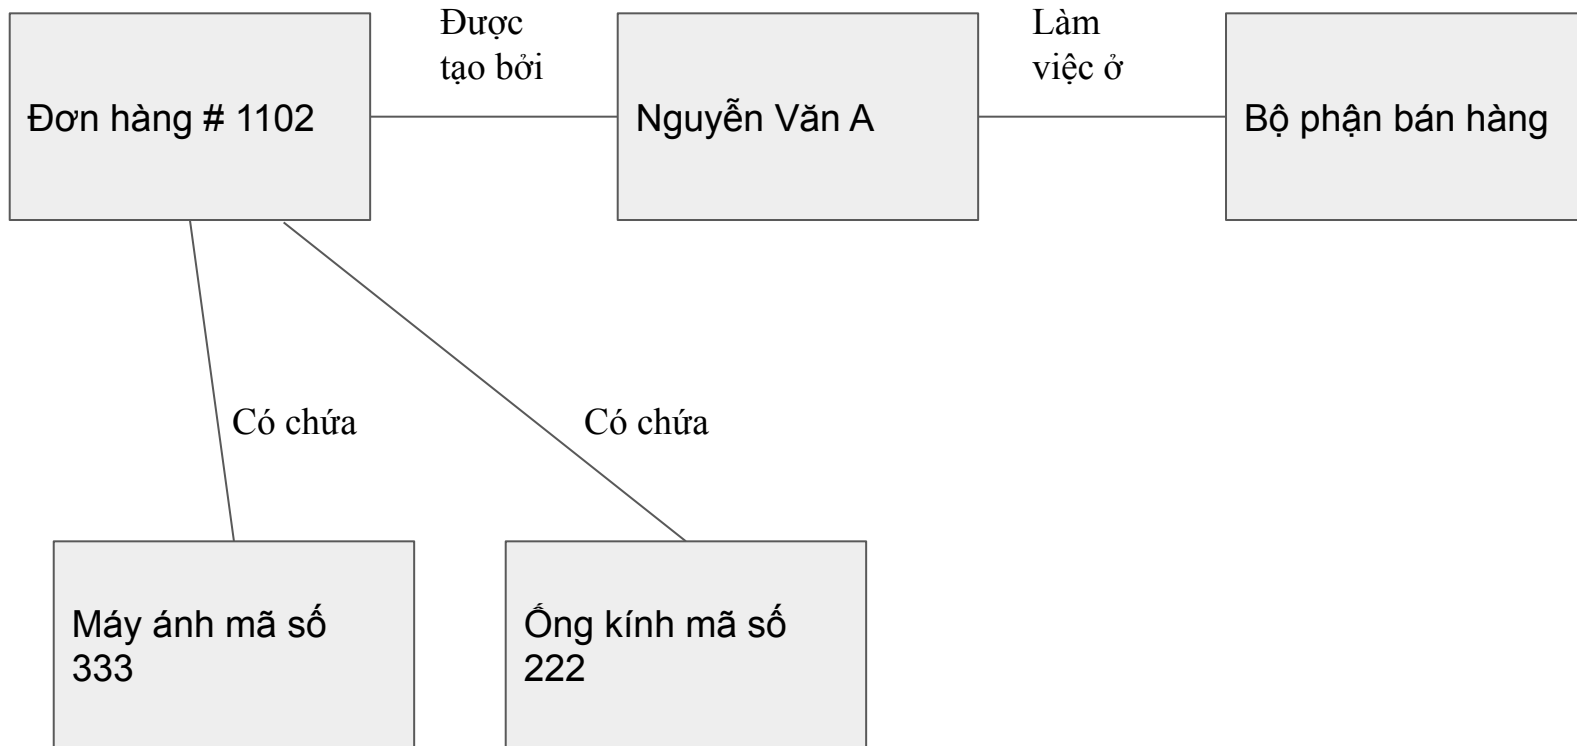 Được
tạo bởi
Làm
việc ở
Đơn hàng # 1102
Nguyễn Văn A
Bộ phận bán hàng
Có chứa
Có chứa
Máy ánh mã số
333
Ống kính mã số
222